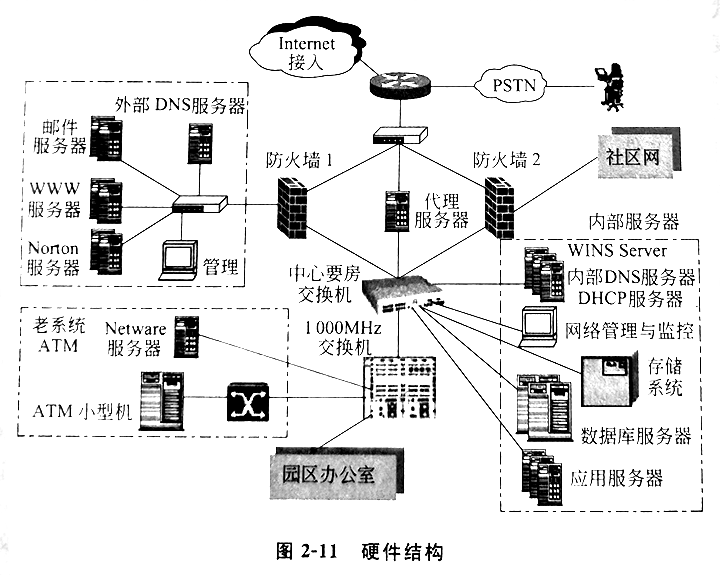 Internet
接入
PSTN
外部 DNS服务器
邮件
服务器
WWW
服务器
Norton
服务器
管理
防火墙 1
防火墙 2
代理
服务器
社区网
内部服务器
中心要房
交换机
WINS Server
内部DNS服务器
DHCP服务器
网络管理与监控
存储
系统
数据库服务器
应用服务器
1000MHz
交换机
老系统
ATM
Netware
服务器
ATM 小型机
园区办公室
图 2-11 硬件结构